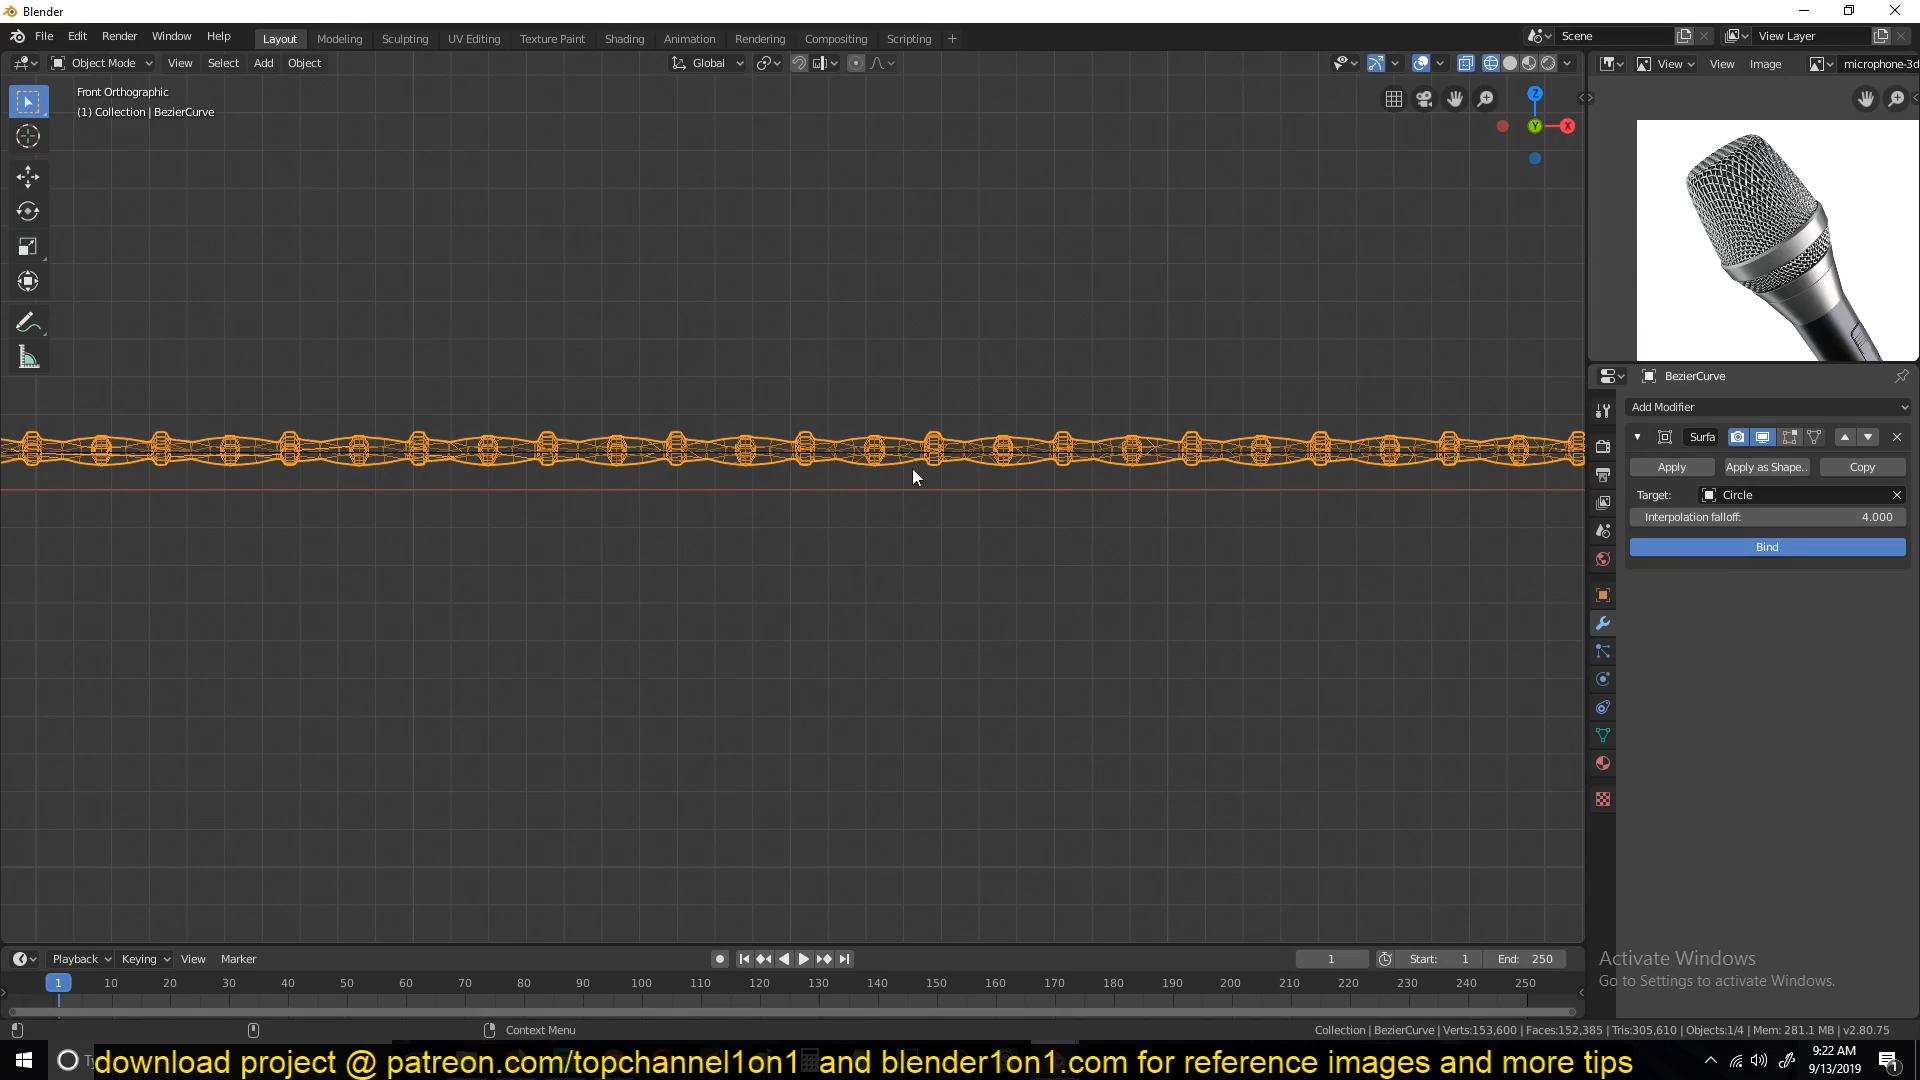 Blender
File Edit Render Window Help
Layout Modeling Sculpting UV Editing Texture Paint Shading Animation Rendering Compositing Scripting +
Scene
View Layer
Object Mode View Select Add Object
Global
View View Image
microphone-3d
Front Orthographic
(1) Collection | BezierCurve
Z
Y
X
BezierCurve
Add Modifier
Surfa
Apply
Apply as Shape..
Copy
Target:
Circle
Interpolation falloff: 4.000
Bind
Playback Keying View Marker
1
Start: 1
End: 250
1 10 20 30 40 50 60 70 80 90 100 110 120 130 140 150 160 170 180 190 200 210 220 230 240 250
Activate Windows
Go to Settings to activate Windows.
Context Menu
Collection | BezierCurve | Verts:153,600 | Faces:152,385 | Tris:305,610 | Objects:1/4 | Mem: 281.1 MB | v2.80.75
download project @ patreon.com/topchannel1on1 and blender1on1.com for reference images and more tips
9:22 AM
9/13/2019
1